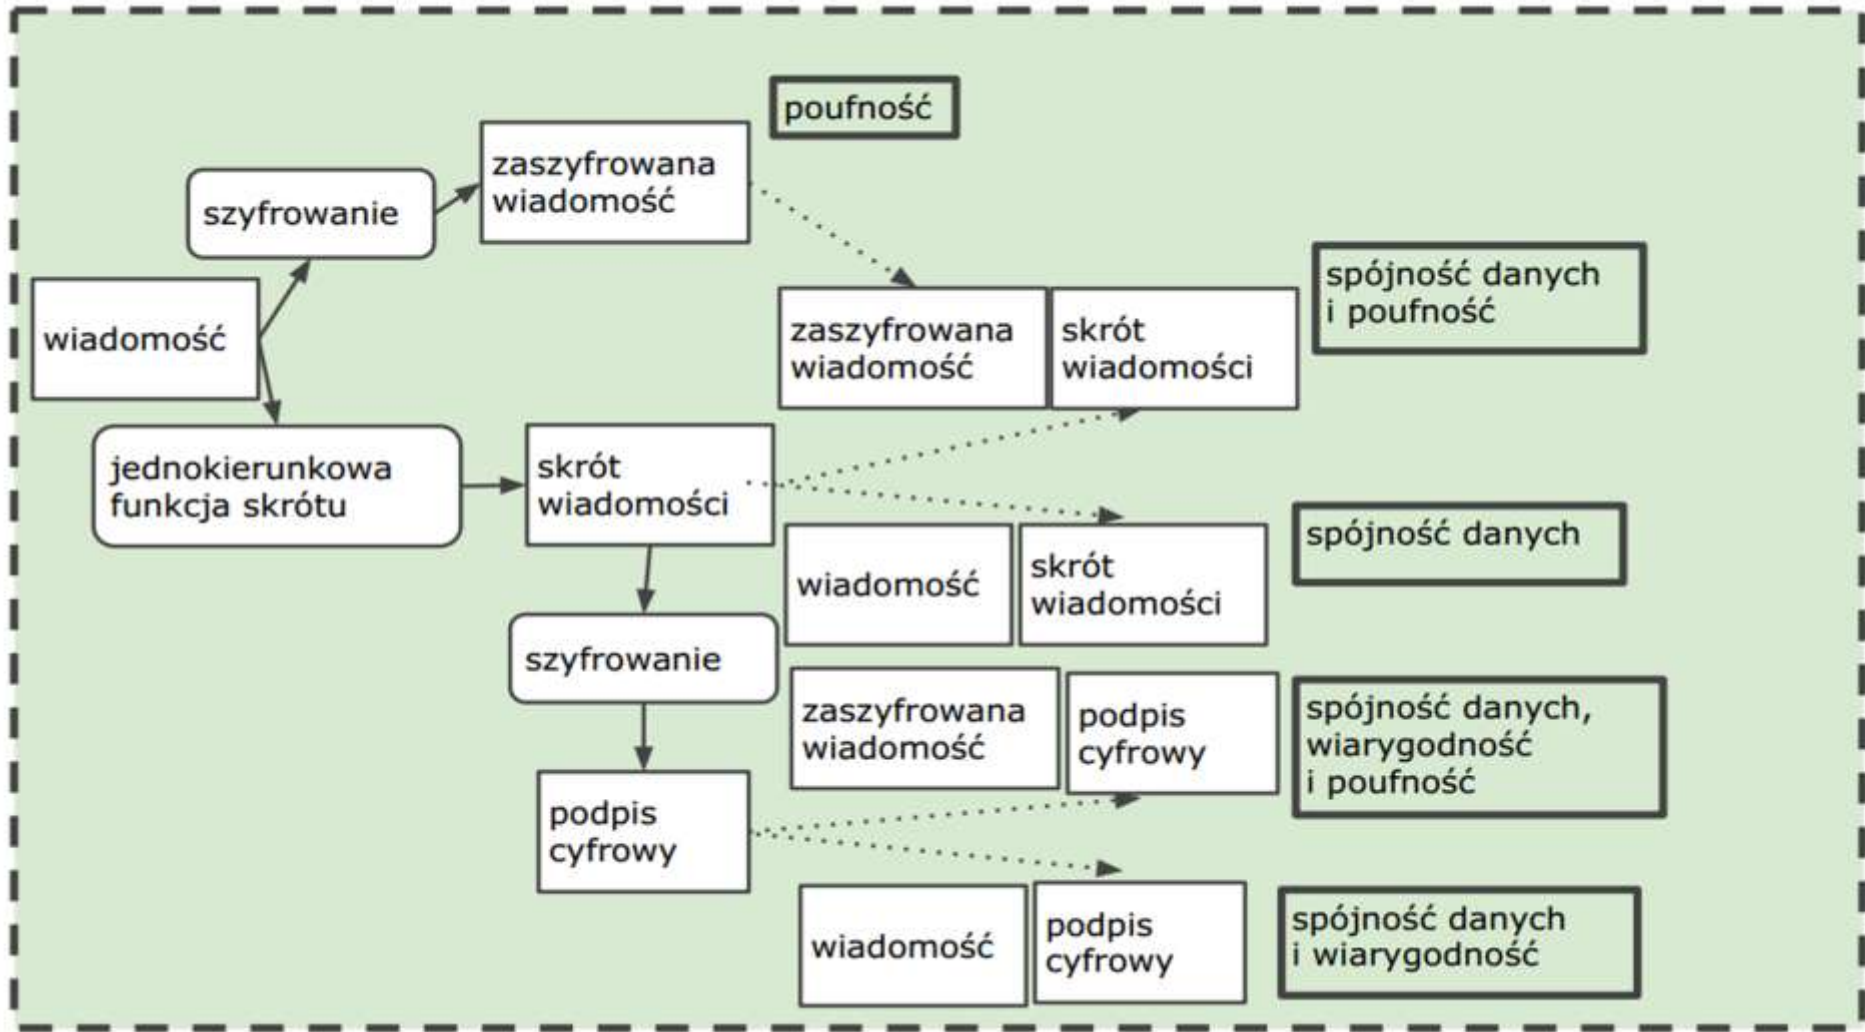 poufność
zaszyfrowana
wiadomość
szyfrowanie
wiadomość
spójność danych
i poufność
zaszyfrowana
wiadomość
skrót
wiadomości
jednokierunkowa
funkcja skrótu
skrót
wiadomości
spójność danych
wiadomość
skrót
wiadomości
szyfrowanie
zaszyfrowana
wiadomość
podpis
cyfrowy
spójność danych,
wiarygodność
i poufność
podpis
cyfrowy
wiadomość
podpis
cyfrowy
spójność danych
i wiarygodność